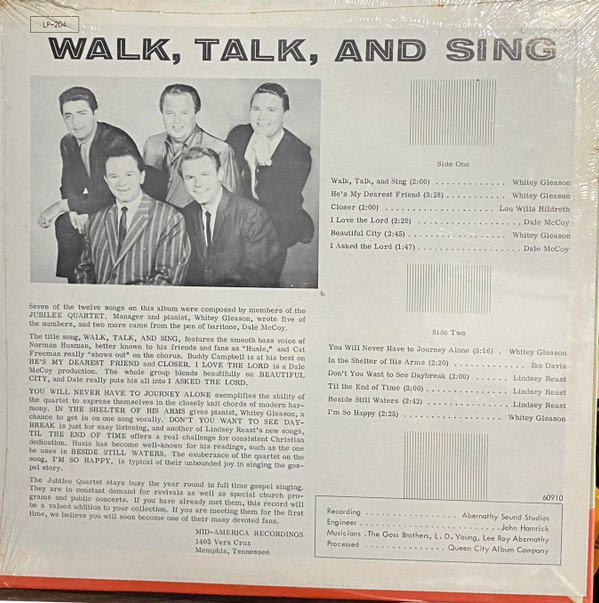 LP-204
WALK, TALK, AND SING
Side One
Walk, Talk, and Sing (2:00) . . . . . . . . . . . . . Whitey Gleason
He's My Dearest Friend (3:28) . . . . . . . . . . . Whitey Gleason
Closer (2:00) . . . . . . . . . . . . . . . . . . . . Lou Wills Hildreth
I Love the Lord (2:20) . . . . . . . . . . . . . . . . . . . Dale McCoy
Beautiful City (2:45) . . . . . . . . . . . . . . . . . . Whitey Gleason
I Asked the Lord (1:47) . . . . . . . . . . . . . . . . . . Dale McCoy
Side Two
You Will Never Have to Journey Alone (3:16) . Whitey Gleason
In the Shelter of His Arms (2:20) . . . . . . . . . . . . . . Ike Davis
Don't You Want to See Daybreak (2:00) . . . . . . Lindsey Reast
Til the End of Time (3:00) . . . . . . . . . . . . . . Lindsey Reast
Beside Still Waters (2:42) . . . . . . . . . . . . . . Lindsey Reast
I'm So Happy (2:25) . . . . . . . . . . . . . . . . . . Whitey Gleason
Seven of the twelve songs on this album were composed by members of the
JUBILEE QUARTET. Manager and pianist, Whitey Gleason, wrote five of
the numbers, and two more came from the pen of baritone, Dale McCoy.
The title song, WALK, TALK, AND SING, features the smooth bass voice of
Norman Huxman, better known to his friends and fans as "Huxie," and Cat
Freeman really "shows out" on the chorus. Buddy Campbell is at his best on
HE'S MY DEAREST FRIEND and CLOSER. I LOVE THE LORD is a Dale
McCoy production. The whole group blends beautifully on BEAUTIFUL
CITY, and Dale really puts his all into I ASKED THE LORD.
YOU WILL NEVER HAVE TO JOURNEY ALONE exemplifies the ability of
the quartet to express themselves in the closely knit chords of modern har-
mony. IN THE SHELTER OF HIS ARMS gives pianist, Whitey Gleason, a
chance to get in on one song vocally. DON'T YOU WANT TO SEE DAY-
BREAK is just for easy listening, and another of Lindsey Reast's new songs,
TIL THE END OF TIME offers a real challenge for consistent Christian
dedication. Huxie has become well-known for his readings, such as the one
he uses in BESIDE STILL WATERS. The exuberance of the quartet on the
song, I'M SO HAPPY, is typical of their unbounded joy in singing the gos-
pel story.
The Jubilee Quartet stays busy the year round in full time gospel singing.
They are in constant demand for revivals as well as special church pro-
grams and public concerts. If you have already met them, this record will
be a valued addition to your collection. If you are meeting them for the first
time, we believe you will soon become one of their many devoted fans.
MID-AMERICA RECORDINGS
1405 Vera Cruz
Memphis, Tennessee
60910
Recording . . . . . . . . . . . . . . Abernathy Sound Studios
Engineer . . . . . . . . . . . . . . . . . . . . . . . John Hamrick
Musicians . The Goss Brothers, L. D. Young, Lee Roy Abernathy
Processed . . . . . . . . . . . . . . Queen City Album Company